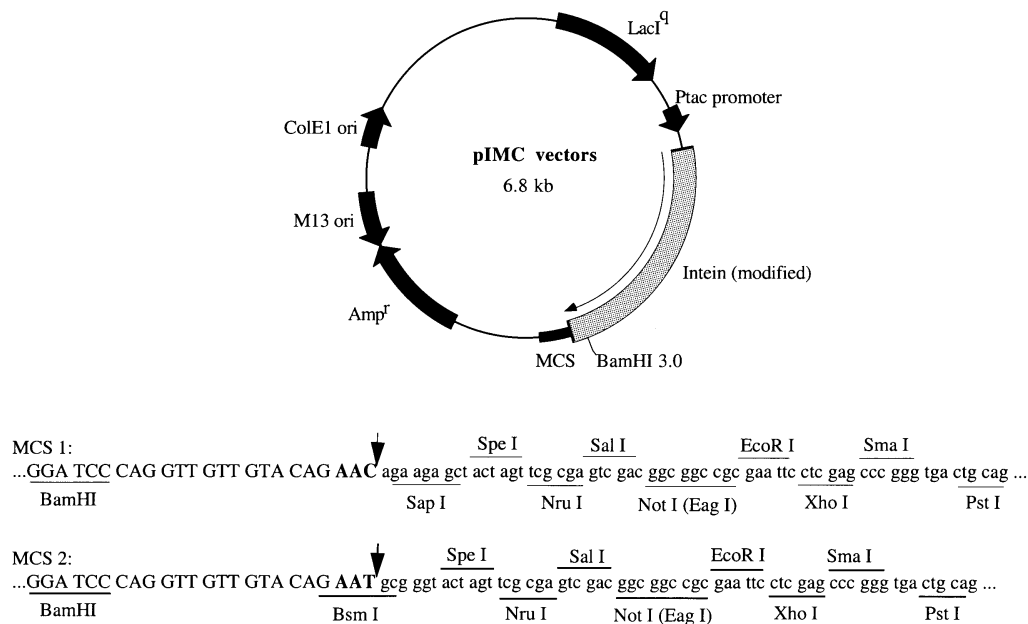 LacI^q
Ptac promoter
ColE1 ori
pIMC vectors
6.8 kb
M13 ori
Intein (modified)
Amp^r
MCS
BamHI 3.0
MCS 1:
Spe I
Sal I
EcoR I
Sma I
...GGA TCC CAG GTT GTT GTA CAG AAC aga aga gct act agt tcg cga gtc gac ggc ggc cgc gaa ttc ctc gag ccc ggg tga ctg cag ...
BamHI
Sap I
Nru I
Not I (Eag I)
Xho I
Pst I
MCS 2:
Spe I
Sal I
EcoR I
Sma I
...GGA TCC CAG GTT GTT GTA CAG AAT gcg ggt act agt tcg cga gtc gac ggc ggc cgc gaa ttc ctc gag ccc ggg tga ctg cag ...
BamHI
Bsm I
Nru I
Not I (Eag I)
Xho I
Pst I